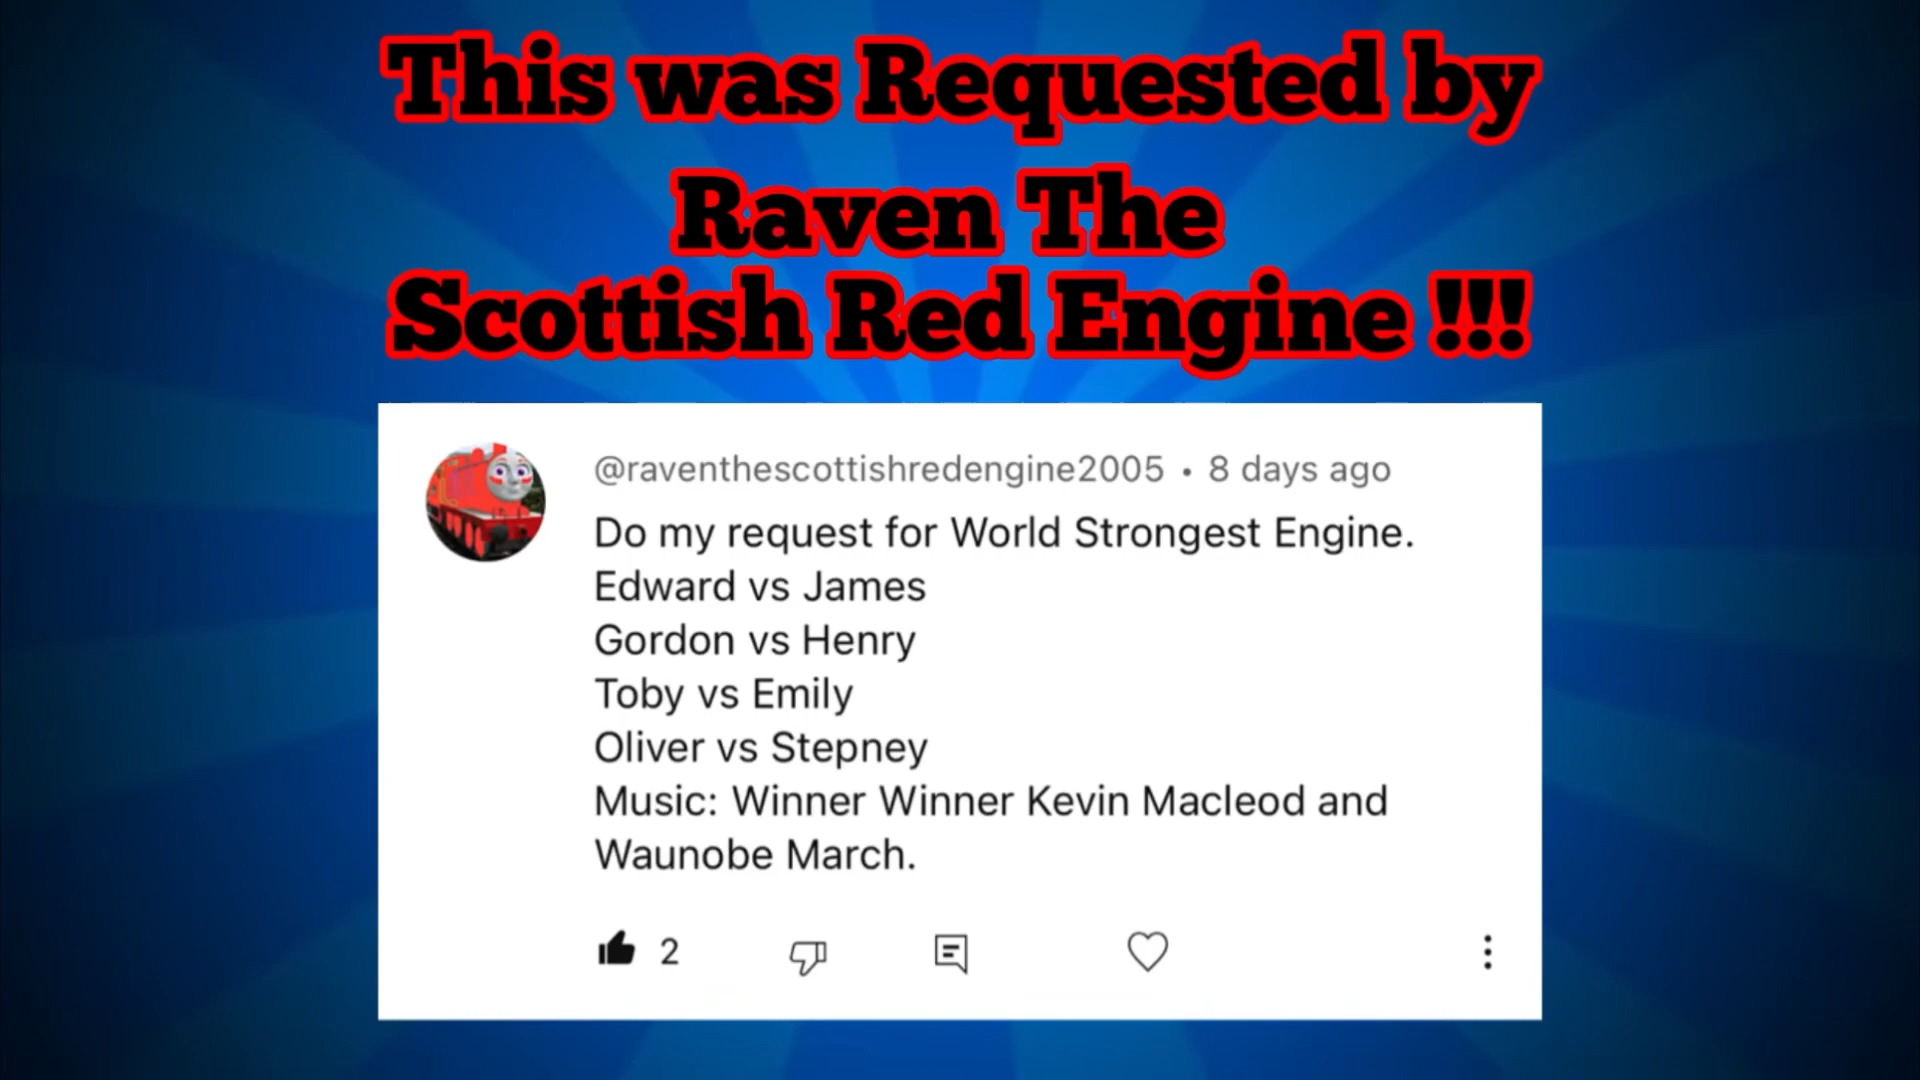 This was Requested by
Raven The
Scottish Red Engine !!!
@raventhescottishredengine2005 • 8 days ago
Do my request for World Strongest Engine.
Edward vs James
Gordon vs Henry
Toby vs Emily
Oliver vs Stepney
Music: Winner Winner Kevin Macleod and
Waunobe March.
2